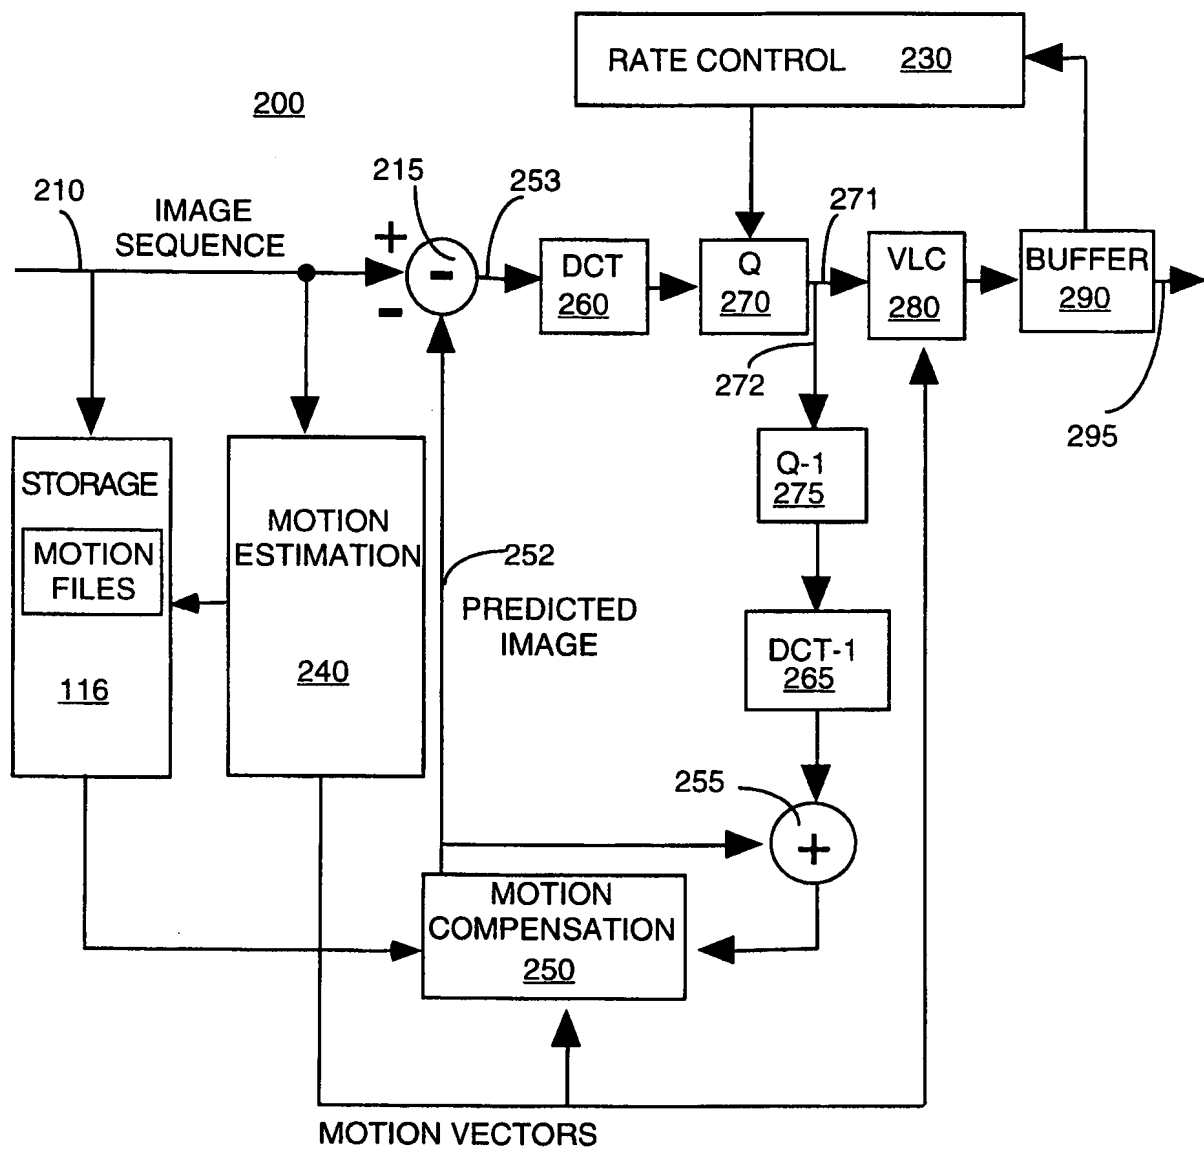 RATE CONTROL 230
200
210
215
253
271
IMAGE
SEQUENCE
+
-
-
DCT
260
Q
270
VLC
280
BUFFER
290
272
295
STORAGE
MOTION
FILES
116
MOTION
ESTIMATION
240
252
PREDICTED
IMAGE
Q-1
275
DCT-1
265
255
+
MOTION
COMPENSATION
250
MOTION VECTORS